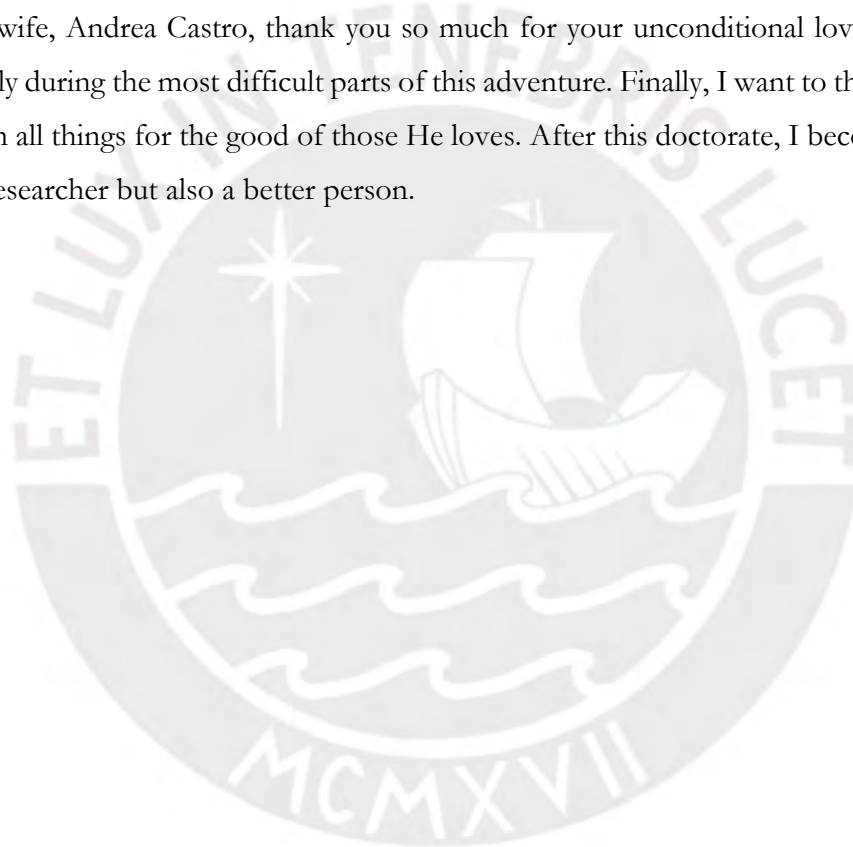 wife, Andrea Castro, thank you so much for your unconditional lov
ly during the most difficult parts of this adventure. Finally, I want to th
n all things for the good of those He loves. After this doctorate, I bec
esearcher but also a better person.
ET LUX IN TENEBRIS LUCET
MCMXVII